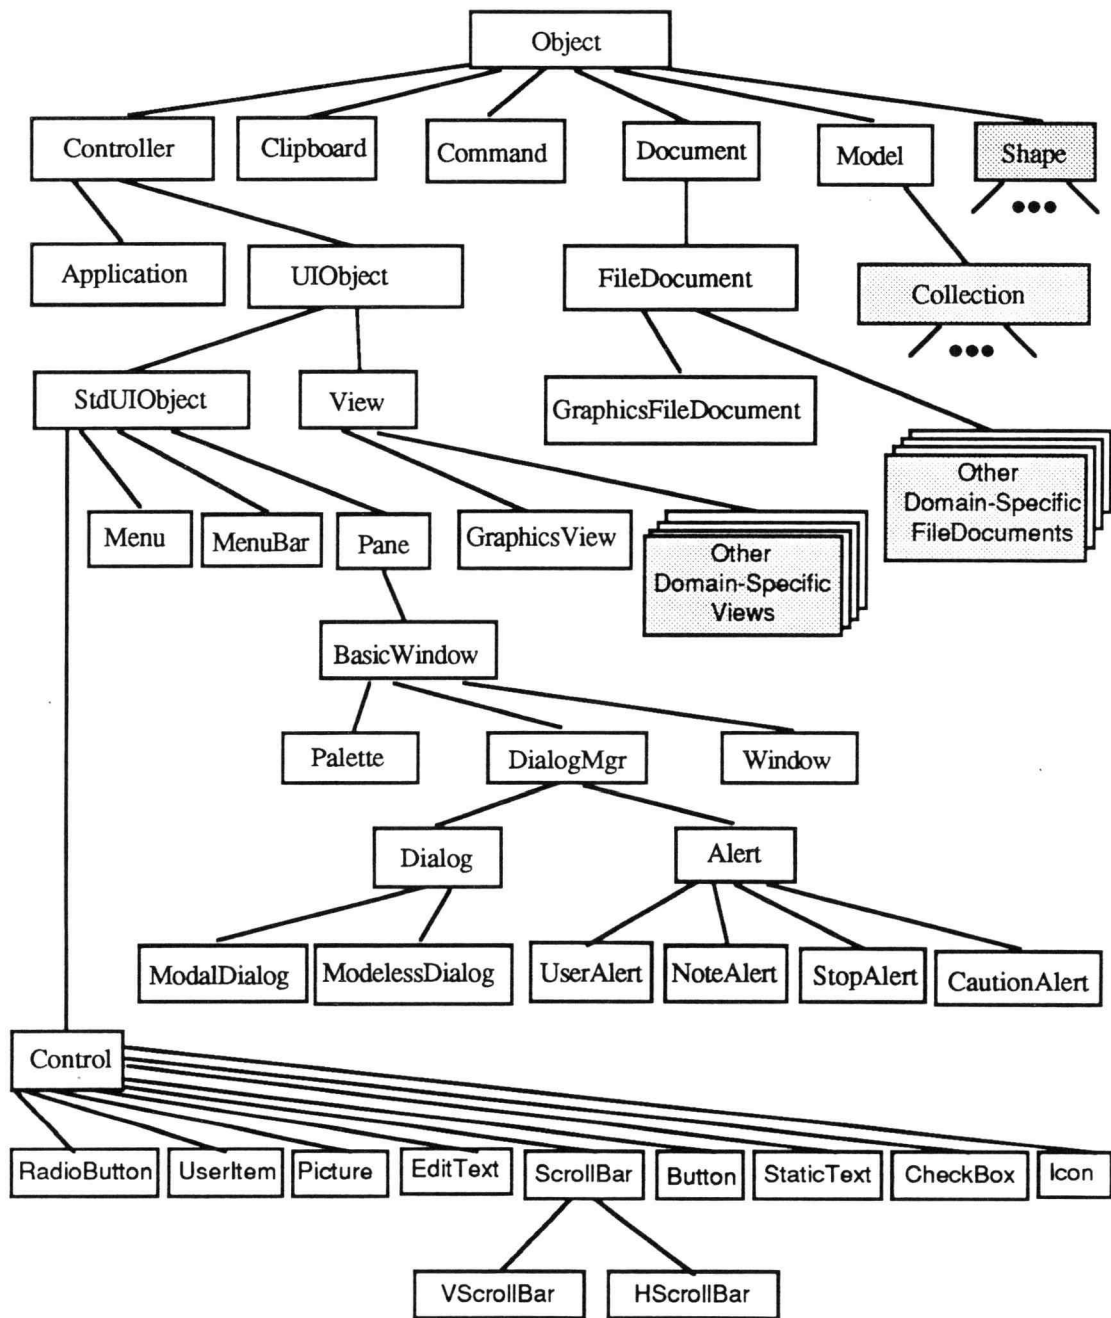 Object
Controller
Clipboard
Command
Document
Model
Shape
Application
UIObject
FileDocument
Collection
StdUIObject
View
GraphicsFileDocument
Other
Domain-Specific
FileDocuments
Menu
MenuBar
Pane
GraphicsView
Other
Domain-Specific
Views
BasicWindow
Palette
DialogMgr
Window
Dialog
Alert
ModalDialog
ModelessDialog
UserAlert
NoteAlert
StopAlert
CautionAlert
Control
RadioButton
UserItem
Picture
EditText
ScrollBar
Button
StaticText
CheckBox
Icon
VScrollBar
HScrollBar